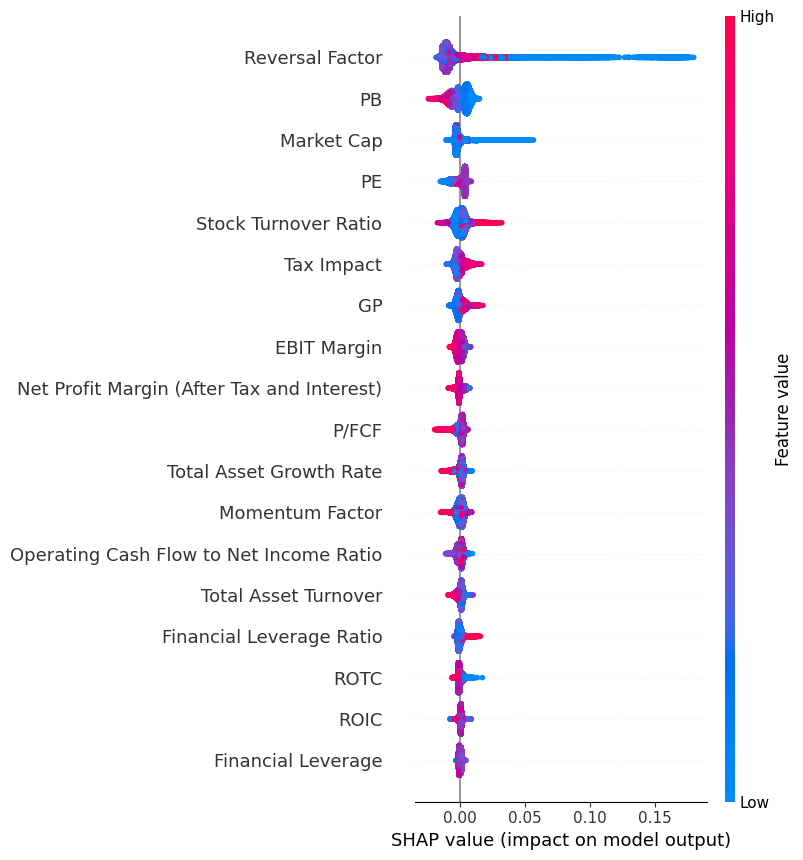 High
Reversal Factor
PB
Market Cap
PE
Stock Turnover Ratio
Tax Impact
GP
EBIT Margin
Net Profit Margin (After Tax and Interest)
P/FCF
Total Asset Growth Rate
Momentum Factor
Operating Cash Flow to Net Income Ratio
Total Asset Turnover
Financial Leverage Ratio
ROTC
ROIC
Financial Leverage
Feature value
Low
0.00 0.05 0.10 0.15
SHAP value (impact on model output)